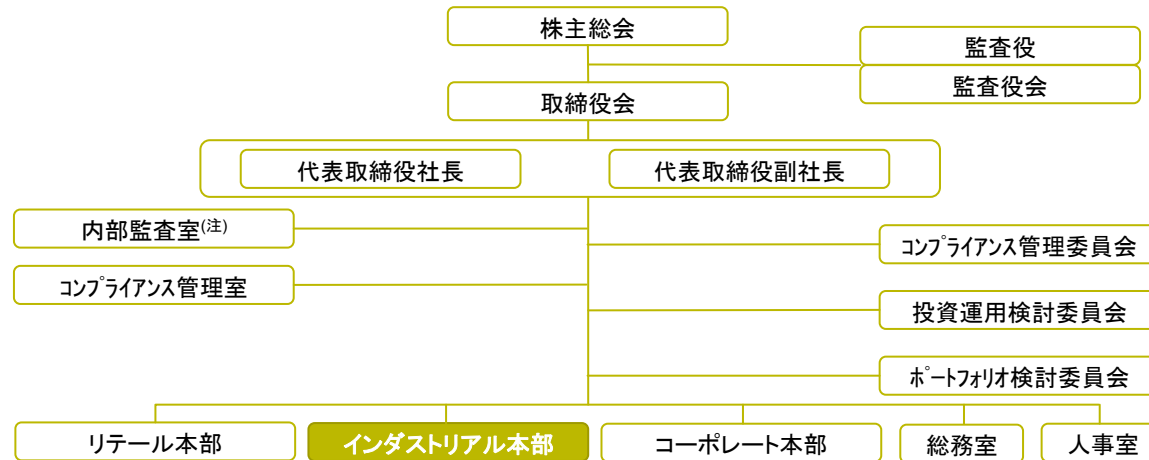 株主総会
監査役
監査役会
取締役会
代表取締役社長
代表取締役副社長
内部監査室(注)
コンプライアンス管理委員会
コンプライアンス管理室
投資運用検討委員会
ポートフォリオ検討委員会
リテール本部
インダストリアル本部
コーポレート本部
総務室
人事室